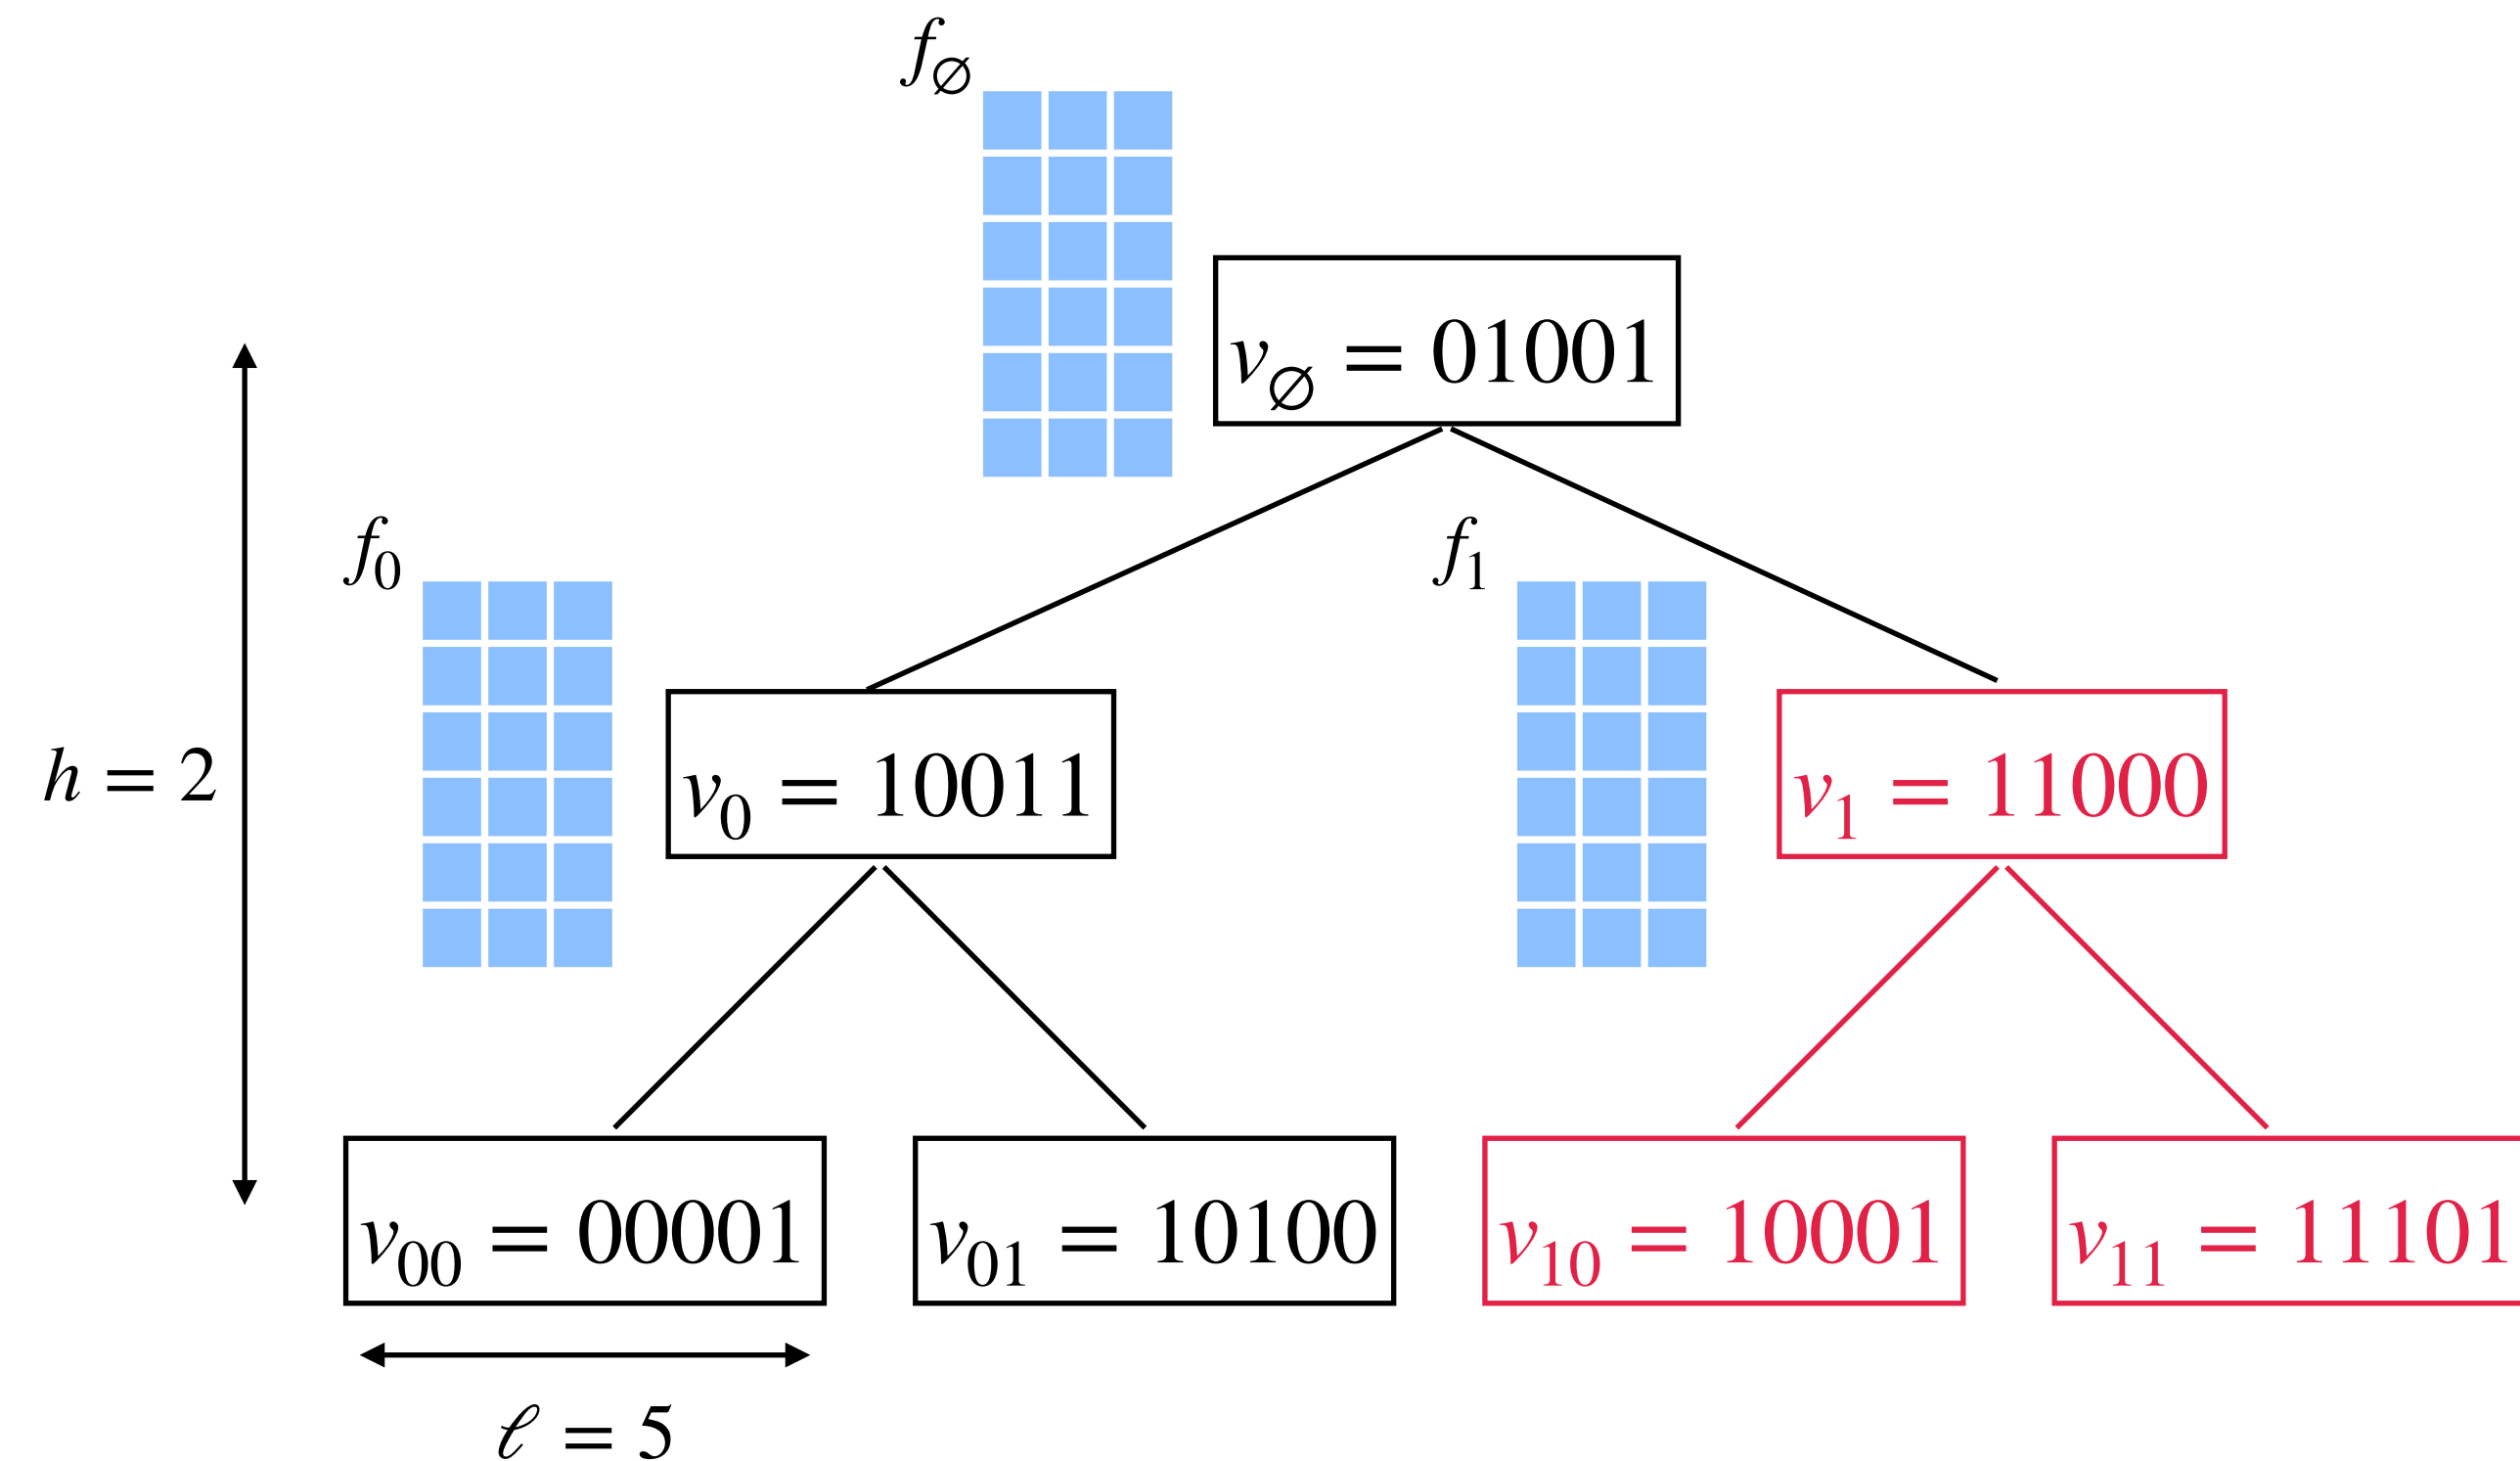 f∅
v∅ = 01001
f0
f1
h = 2
v0 = 10011
v1 = 11000
v00 = 00001
v01 = 10100
v10 = 10001
v11 = 11101
ℓ = 5